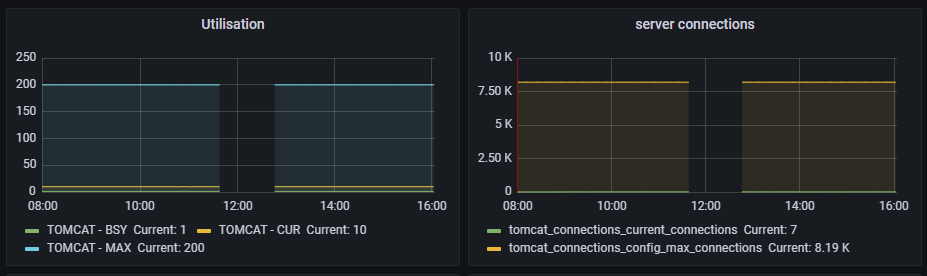 Utilisation
250
200
150
100
50
0
08:00 10:00 12:00 14:00 16:00
TOMCAT - BSY Current: 1 TOMCAT - CUR Current: 10
TOMCAT - MAX Current: 200
server connections
10 K
7.50 K
5 K
2.50 K
0
08:00 10:00 12:00 14:00 16:00
tomcat_connections_current_connections Current: 7
tomcat_connections_config_max_connections Current: 8.19 K